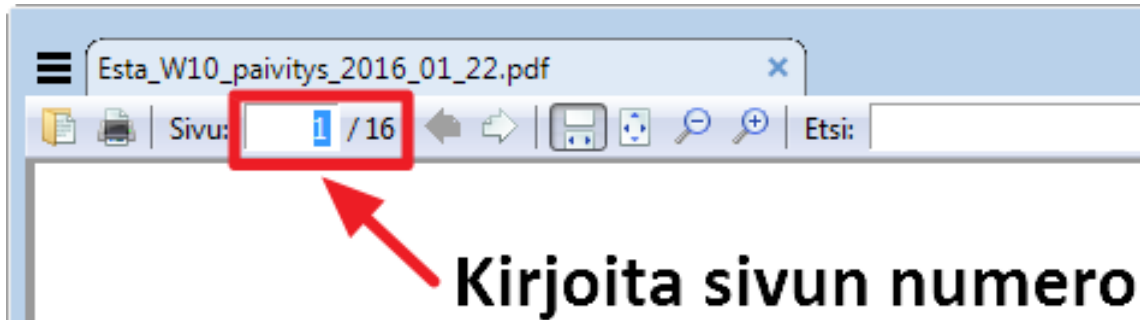 Esta_W10_paivitys_2016_01_22.pdf
Sivu: 1 / 16 Etsi:
Kirjoita sivun numero